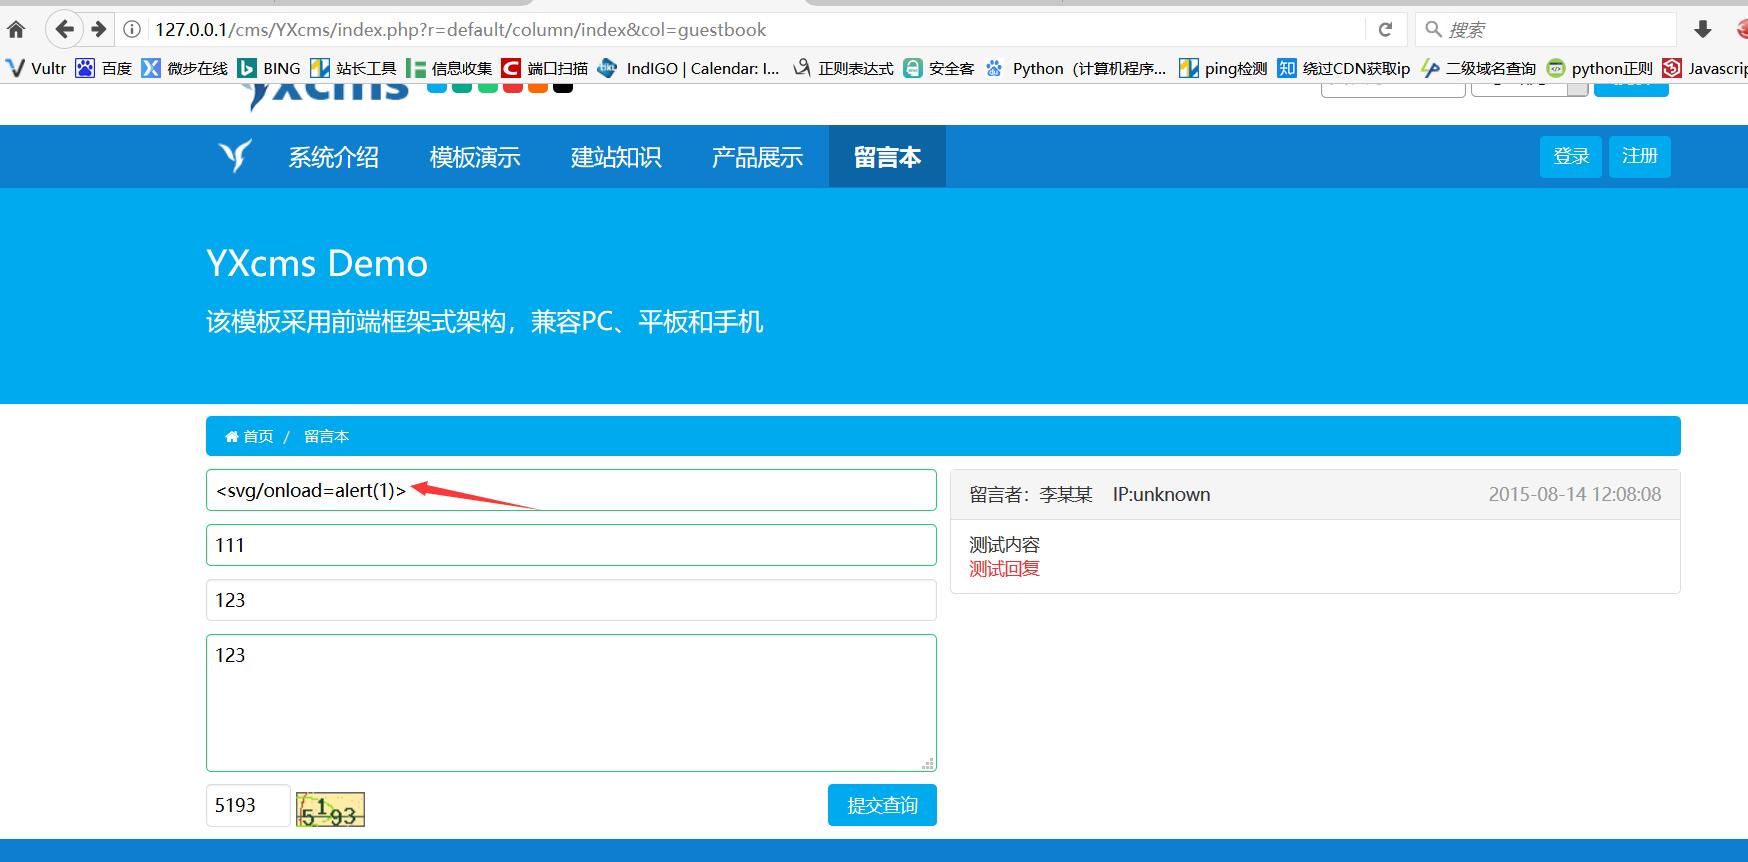 127.0.0.1/cms/YXcms/index.php?r=default/column/index&col=guestbook
搜索
Vultr 百度 微步在线 BING 站长工具 信息收集 端口扫描 IndIGO | Calendar: I... 正则表达式 安全客 Python（计算机程序... ping检测 绕过CDN获取ip 二级域名查询 python正则 Javascrip
yxcms
系统介绍 模板演示 建站知识 产品展示 留言本 登录 注册
YXcms Demo
该模板采用前端框架式架构，兼容PC、平板和手机
首页 / 留言本
<svg/onload=alert(1)>
111
123
123
5193
5193
提交查询
留言者：李某某 IP:unknown 2015-08-14 12:08:08
测试内容
测试回复